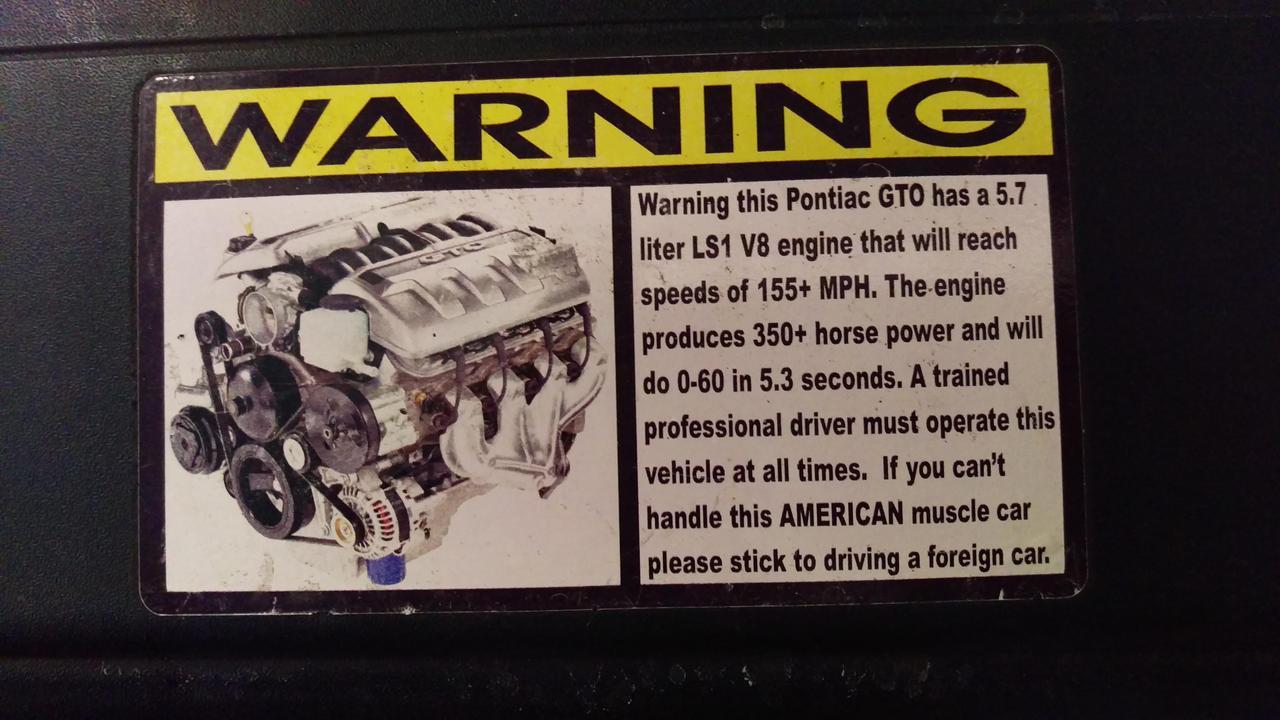 WARNING
GTO
Warning this Pontiac GTO has a 5.7
liter LS1 V8 engine that will reach
speeds of 155+ MPH. The engine
produces 350+ horse power and will
do 0-60 in 5.3 seconds. A trained
professional driver must operate this
vehicle at all times.  If you can't
handle this AMERICAN muscle car
please stick to driving a foreign car.